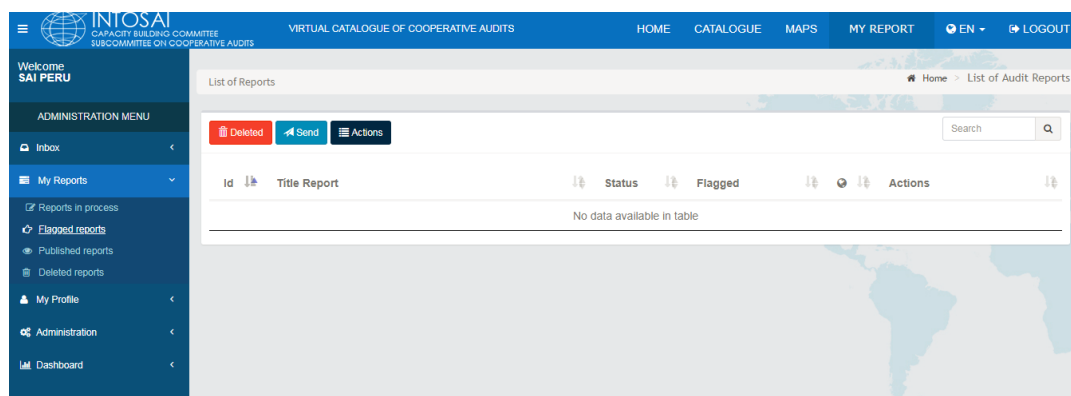 INTOSAI
CAPACITY BUILDING COMMITTEE
SUBCOMMITTEE ON COOPERATIVE AUDITS
VIRTUAL CATALOGUE OF COOPERATIVE AUDITS
HOME CATALOGUE MAPS MY REPORT EN LOGOUT
Welcome
SAI PERU
List of Reports
Home > List of Audit Reports
ADMINISTRATION MENU
Deleted Send Actions
Search
Inbox
My Reports
Id Title Report Status Flagged Actions
Reports in process
No data available in table
Flagged reports
Published reports
Deleted reports
My Profile
Administration
Dashboard